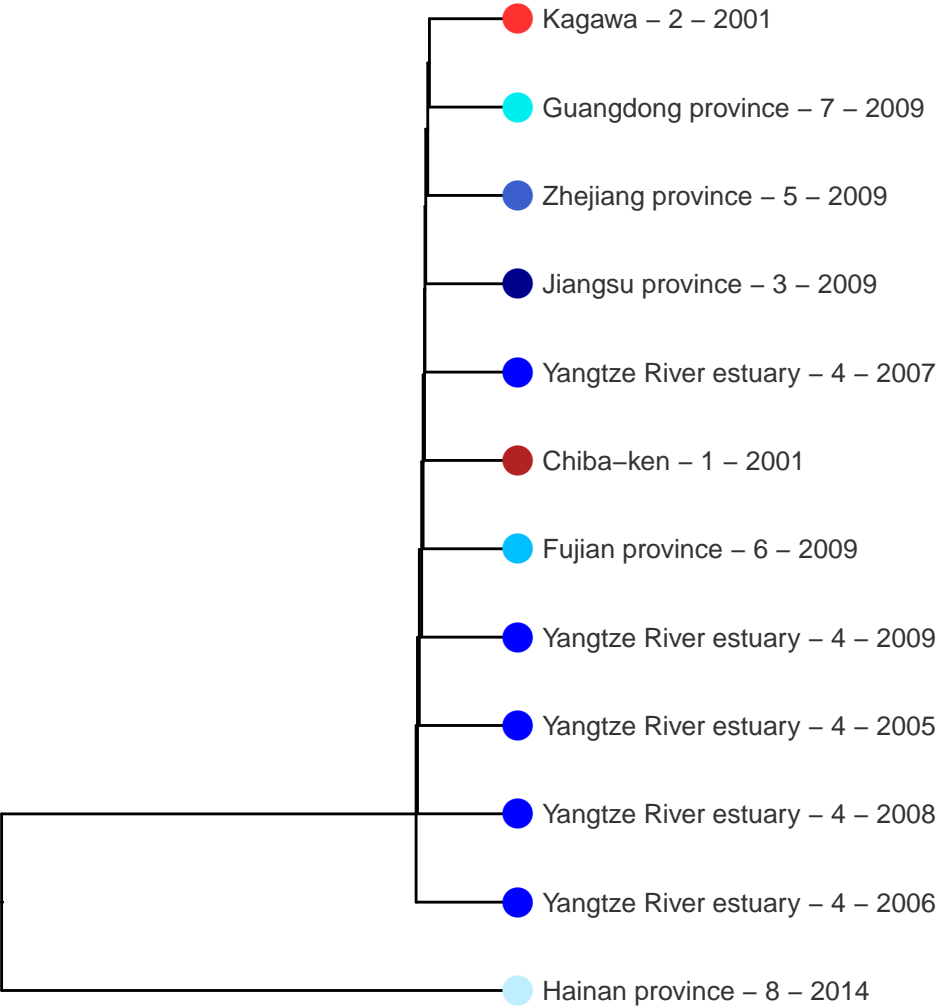 Kagawa – 2 – 2001
Guangdong province – 7 – 2009
Zhejiang province – 5 – 2009
Jiangsu province – 3 – 2009
Yangtze River estuary – 4 – 2007
Chiba–ken – 1 – 2001
Fujian province – 6 – 2009
Yangtze River estuary – 4 – 2009
Yangtze River estuary – 4 – 2005
Yangtze River estuary – 4 – 2008
Yangtze River estuary – 4 – 2006
Hainan province – 8 – 2014